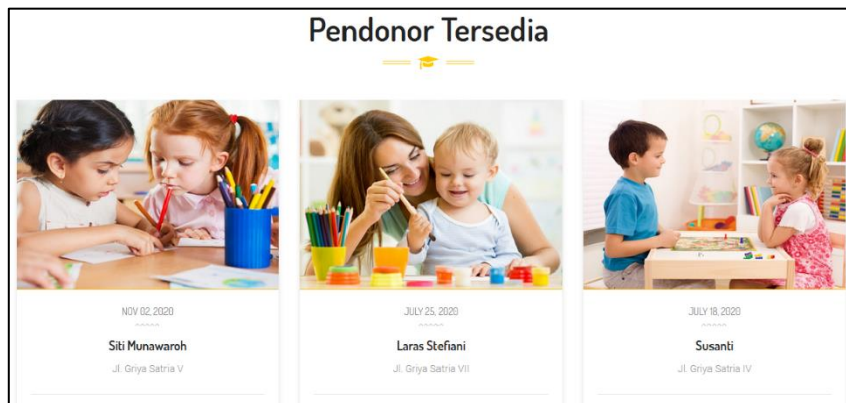 Pendonor Tersedia
NOV 02, 2020
Siti Munawaroh
Jl. Griya Satria V
JULY 25, 2020
Laras Stefiani
Jl. Griya Satria VII
JULY 18, 2020
Susanti
Jl. Griya Satria IV